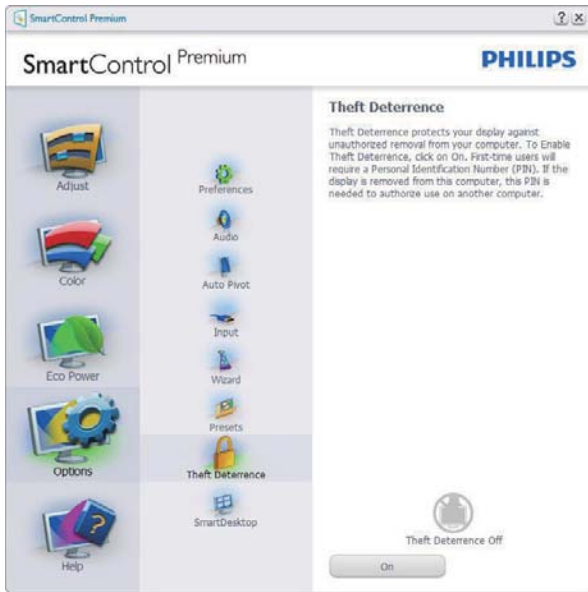 SmartControl Premium
? x
SmartControl Premium
PHILIPS
Adjust
Color
Eco Power
Options
Help
Preferences
Audio
Auto Pivot
Input
Wizard
Presets
Theft Deterrence
SmartDesktop
Theft Deterrence
Theft Deterrence protects your display against
unauthorized removal from your computer. To Enable
Theft Deterrence, click on On. First-time users will
require a Personal Identification Number (PIN). If the
display is removed from this computer, this PIN is
needed to authorize use on another computer.
Theft Deterrence Off
On